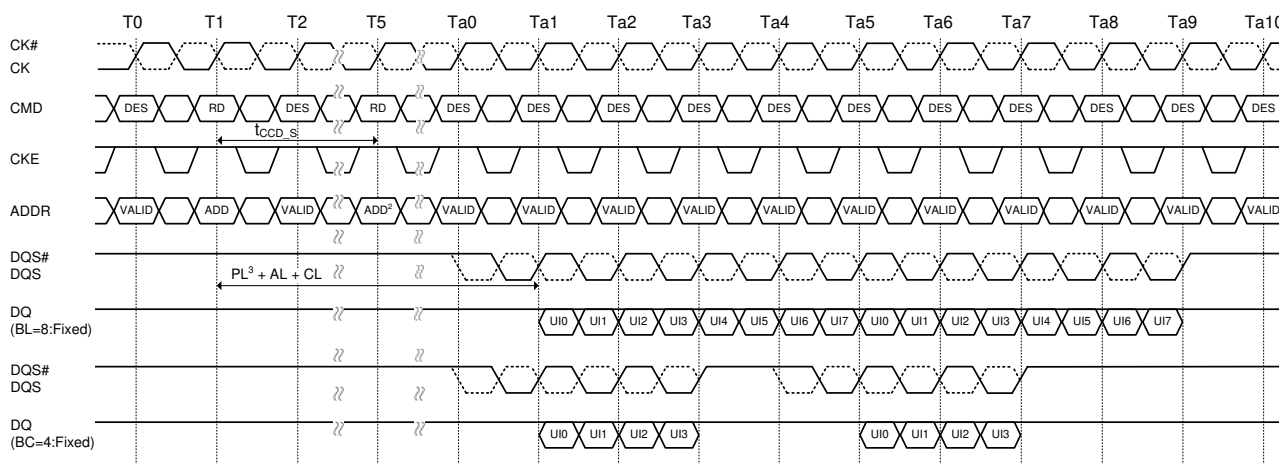 T0 T1 T2 T5 Ta0 Ta1 Ta2 Ta3 Ta4 Ta5 Ta6 Ta7 Ta8 Ta9 Ta10
CK#
CK
CMD DES RD DES RD DES DES DES DES DES DES DES DES DES DES DES
tCCD_S
CKE
ADDR VALID ADD VALID ADD² VALID VALID VALID VALID VALID VALID VALID VALID VALID VALID VALID
DQS#
DQS
PL³ + AL + CL
DQ
(BL=8:Fixed)
UI0 UI1 UI2 UI3 UI4 UI5 UI6 UI7 UI0 UI1 UI2 UI3 UI4 UI5 UI6 UI7
DQS#
DQS
DQ
(BC=4:Fixed)
UI0 UI1 UI2 UI3 UI0 UI1 UI2 UI3